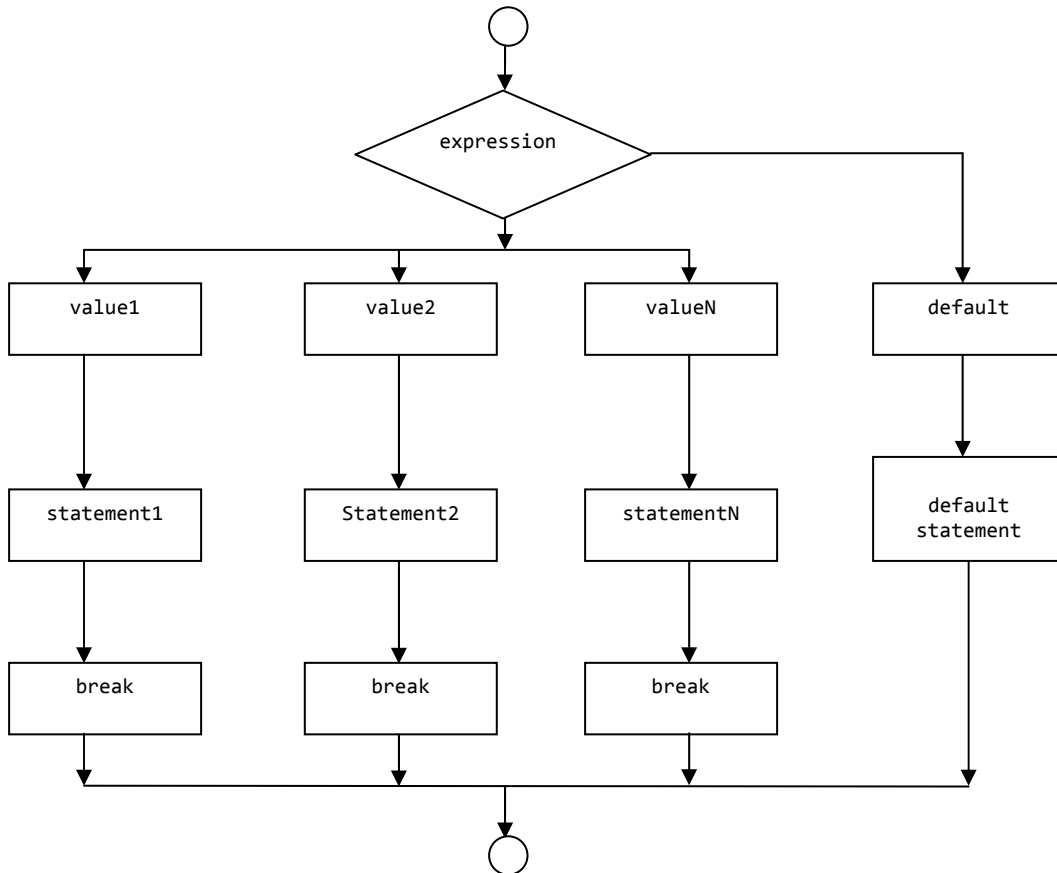 expression
value1
value2
valueN
default
statement1
Statement2
statementN
default
statement
break
break
break